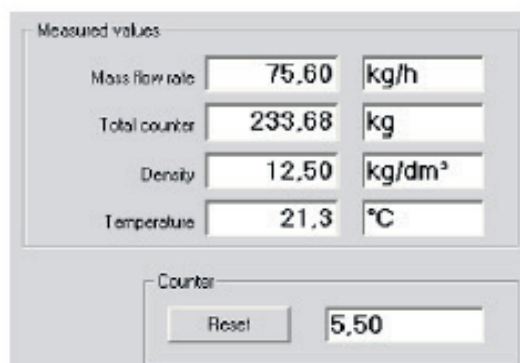 Measured values
Mass flow rate 75,60 kg/h
Total counter 233,68 kg
Density 12,50 kg/dm³
Temperature 21,3 °C
Counter
Reset 5,50